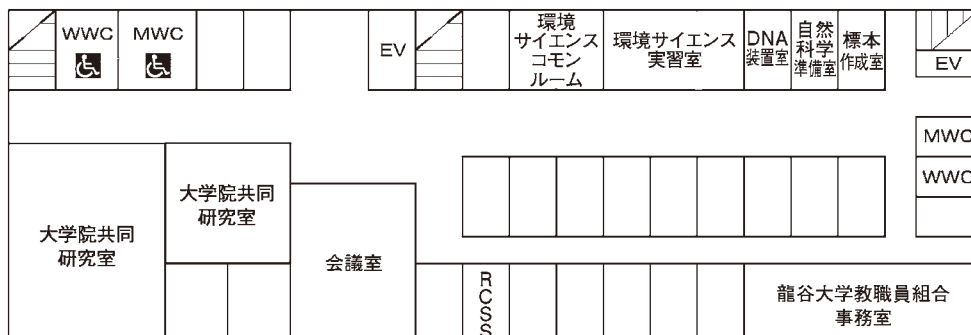 WWC
MWC
EV
環境
サイエンス
コモン
ルーム
環境サイエンス
実習室
DNA
装置室
自然
科学
準備室
標本
作成室
EV
MWC
WWC
大学院共同
研究室
大学院共同
研究室
会議室
RCSS
龍谷大学教職員組合
事務室